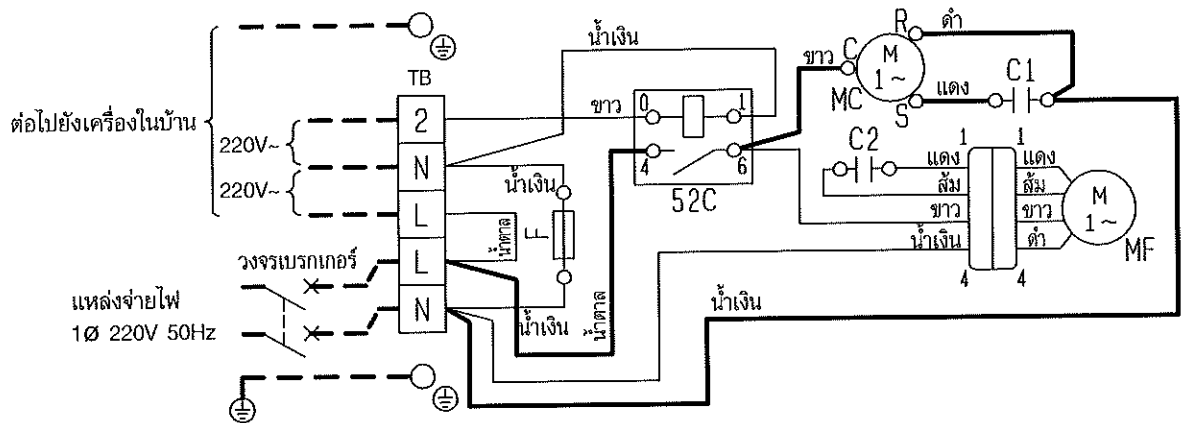 R
ดำ
น้ำเงิน
C
ขาว
M
1~
C1
MC
แดง
S
TB
ต่อไปยังเครื่องในบ้าน
220V~
220V~
2
N
L
L
N
ขาว
0
1
4
6
52C
น้ำเงิน
F
น้ำตาล
C2
1
1
แดง
แดง
ส้ม
ส้ม
ขาว
ขาว
น้ำเงิน
ดำ
4
4
M
1~
MF
วงจรเบรกเกอร์
แหล่งจ่ายไฟ
1Ø 220V 50Hz
น้ำเงิน
น้ำตาล
น้ำเงิน